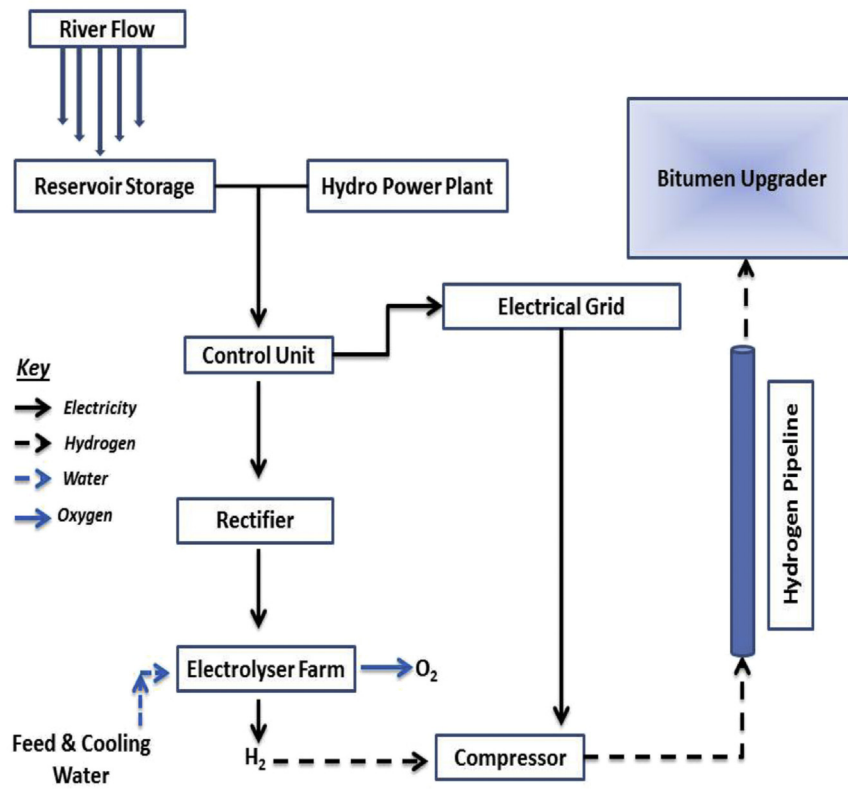 River Flow
Reservoir Storage
Hydro Power Plant
Bitumen Upgrader
Electrical Grid
Control Unit
Key
Electricity
Hydrogen
Water
Oxygen
Rectifier
Hydrogen Pipeline
Electrolyser Farm
O₂
Feed & Cooling
Water
H₂
Compressor